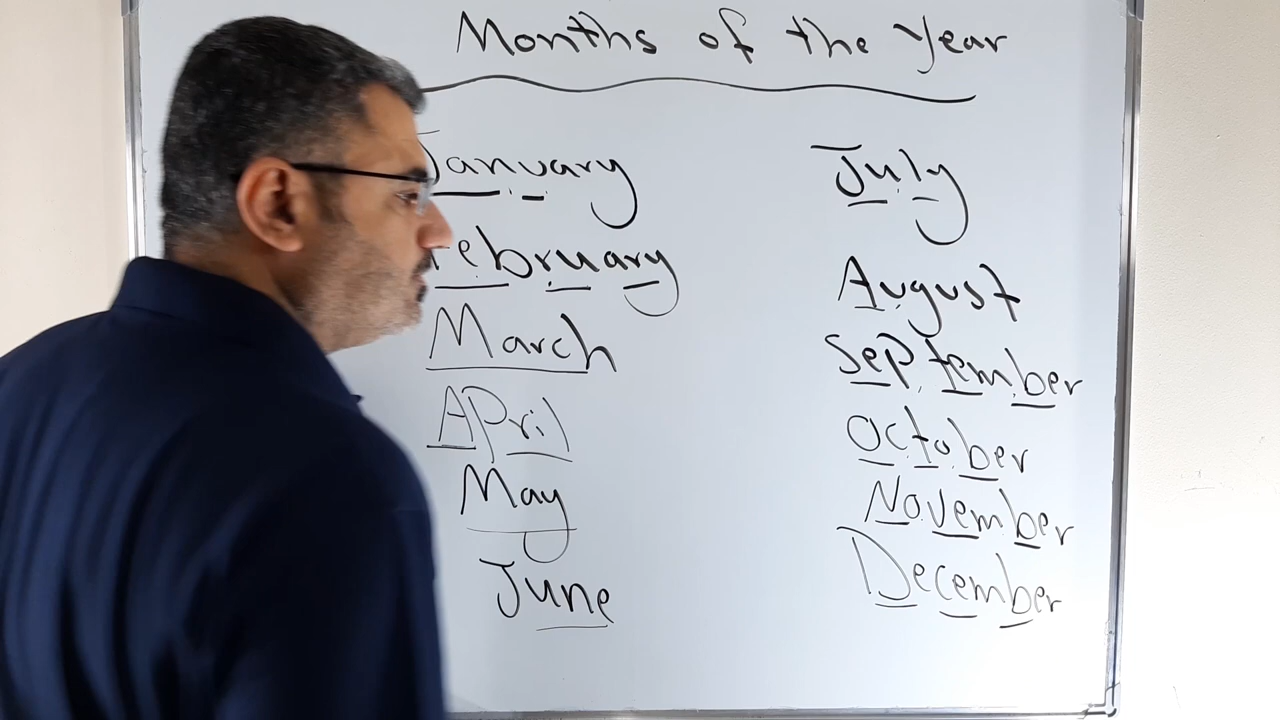 Months of the Year
January
February
March
April
May
June
July
August
September
October
November
December